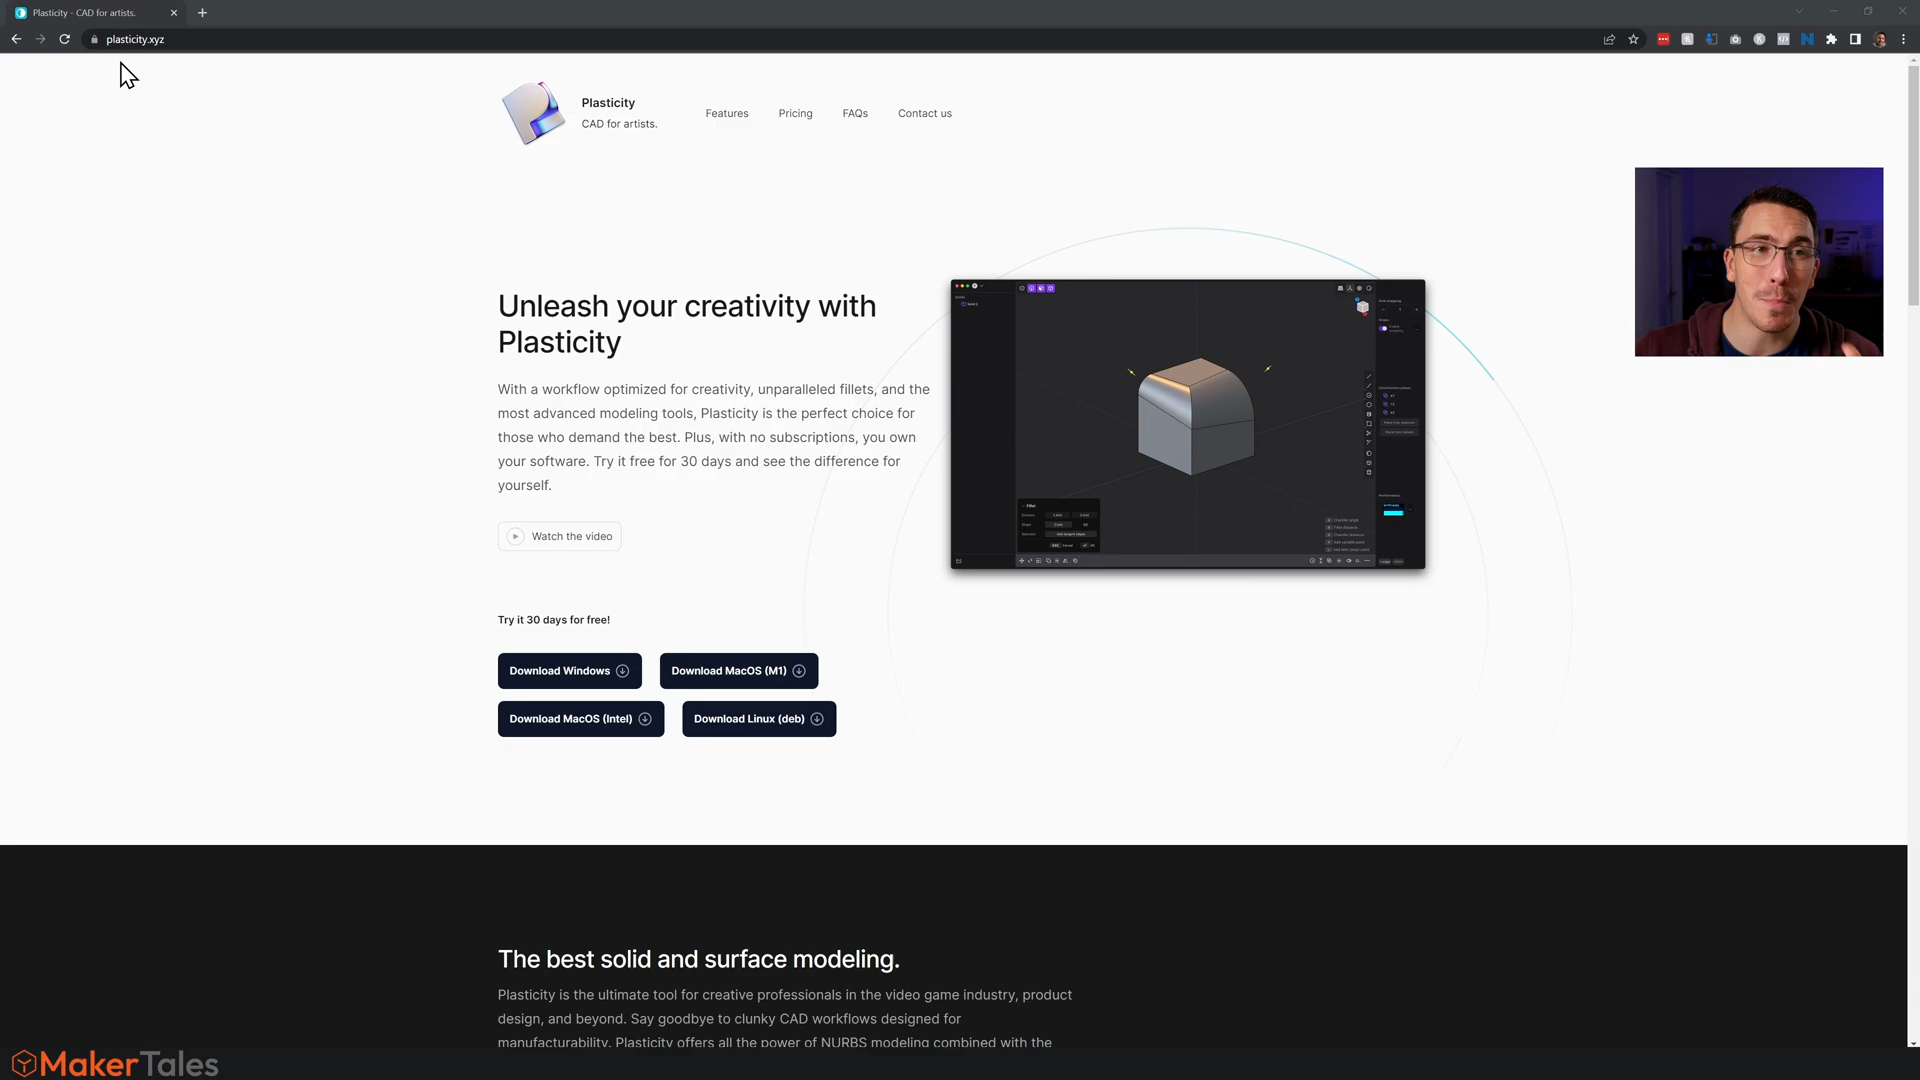 Plasticity - CAD for artists.
plasticity.xyz
Plasticity
CAD for artists.
Features
Pricing
FAQs
Contact us
Unleash your creativity with
Plasticity
With a workflow optimized for creativity, unparalleled fillets, and the
most advanced modeling tools, Plasticity is the perfect choice for
those who demand the best. Plus, with no subscriptions, you own
your software. Try it free for 30 days and see the difference for
yourself.
Watch the video
Try it 30 days for free!
Download Windows
Download MacOS (M1)
Download MacOS (Intel)
Download Linux (deb)
The best solid and surface modeling.
Plasticity is the ultimate tool for creative professionals in the video game industry, product
design, and beyond. Say goodbye to clunky CAD workflows designed for
manufacturability. Plasticity offers all the power of NURBS modeling combined with the
MakerTales